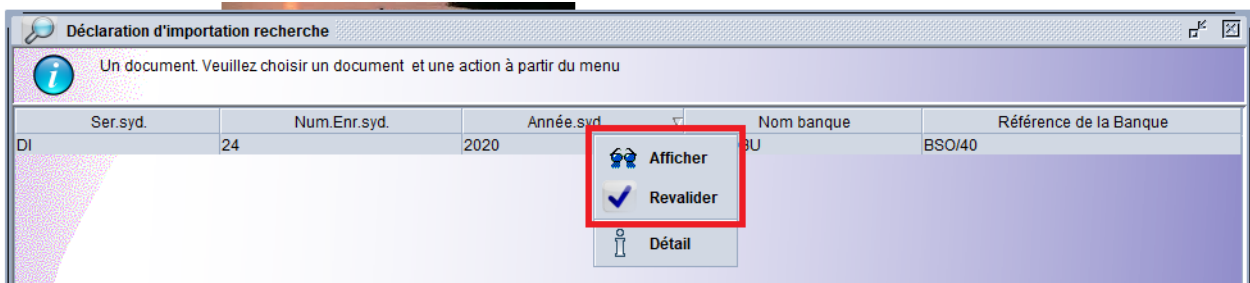 Déclaration d'importation recherche
Un document. Veuillez choisir un document et une action à partir du menu
Ser.syd. Num.Enr.syd. Année.syd. Nom banque Référence de la Banque
DI 24 2020 BSO/40
Afficher
Revalider
Détail